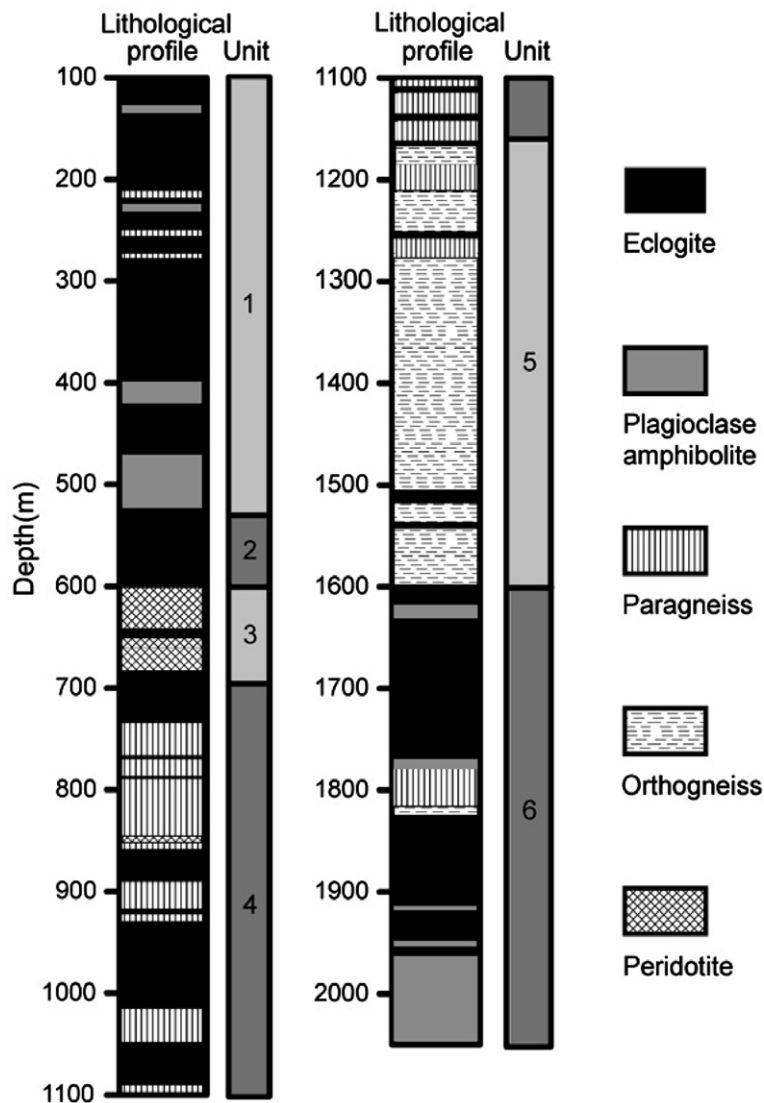 Lithological
profile
Unit
Depth(m)
100
200
300
400
500
600
700
800
900
1000
1100
1
2
3
4
Lithological
profile
Unit
1100
1200
1300
1400
1500
1600
1700
1800
1900
2000
5
6
Eclogite
Plagioclase
amphibolite
Paragneiss
Orthogneiss
Peridotite